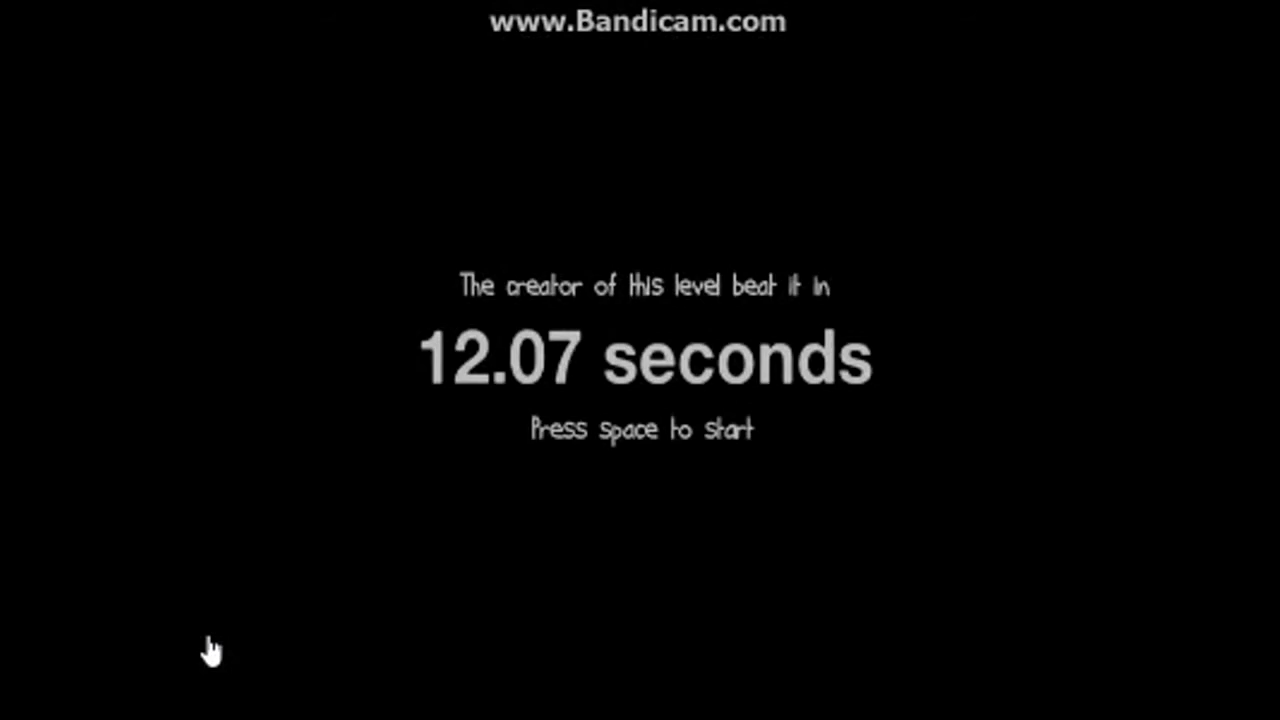 www.Bandicam.com
The creator of this level beat it in
12.07 seconds
Press space to start